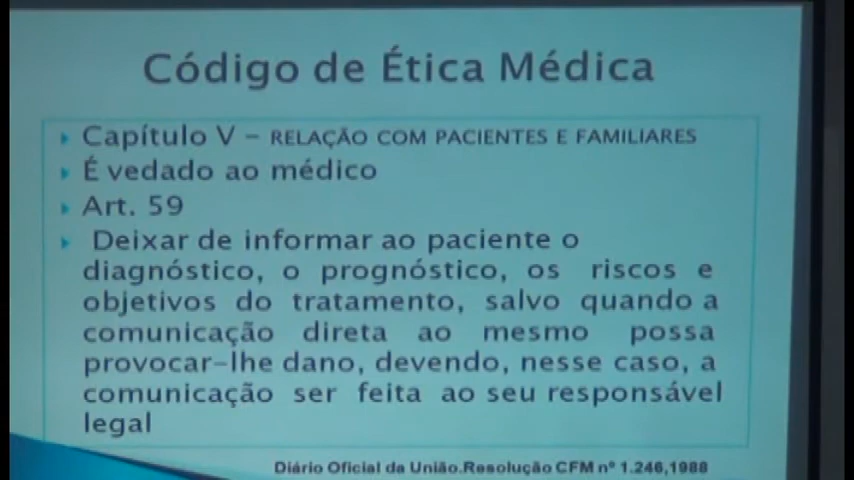 Código de Ética Médica
Capítulo V – RELAÇÃO COM PACIENTES E FAMILIARES
É vedado ao médico
Art. 59
Deixar de informar ao paciente o
diagnóstico, o prognóstico, os riscos e
objetivos do tratamento, salvo quando a
comunicação direta ao mesmo possa
provocar-lhe dano, devendo, nesse caso, a
comunicação ser feita ao seu responsável
legal
Diário Oficial da União.Resolução CFM nº 1.246,1988